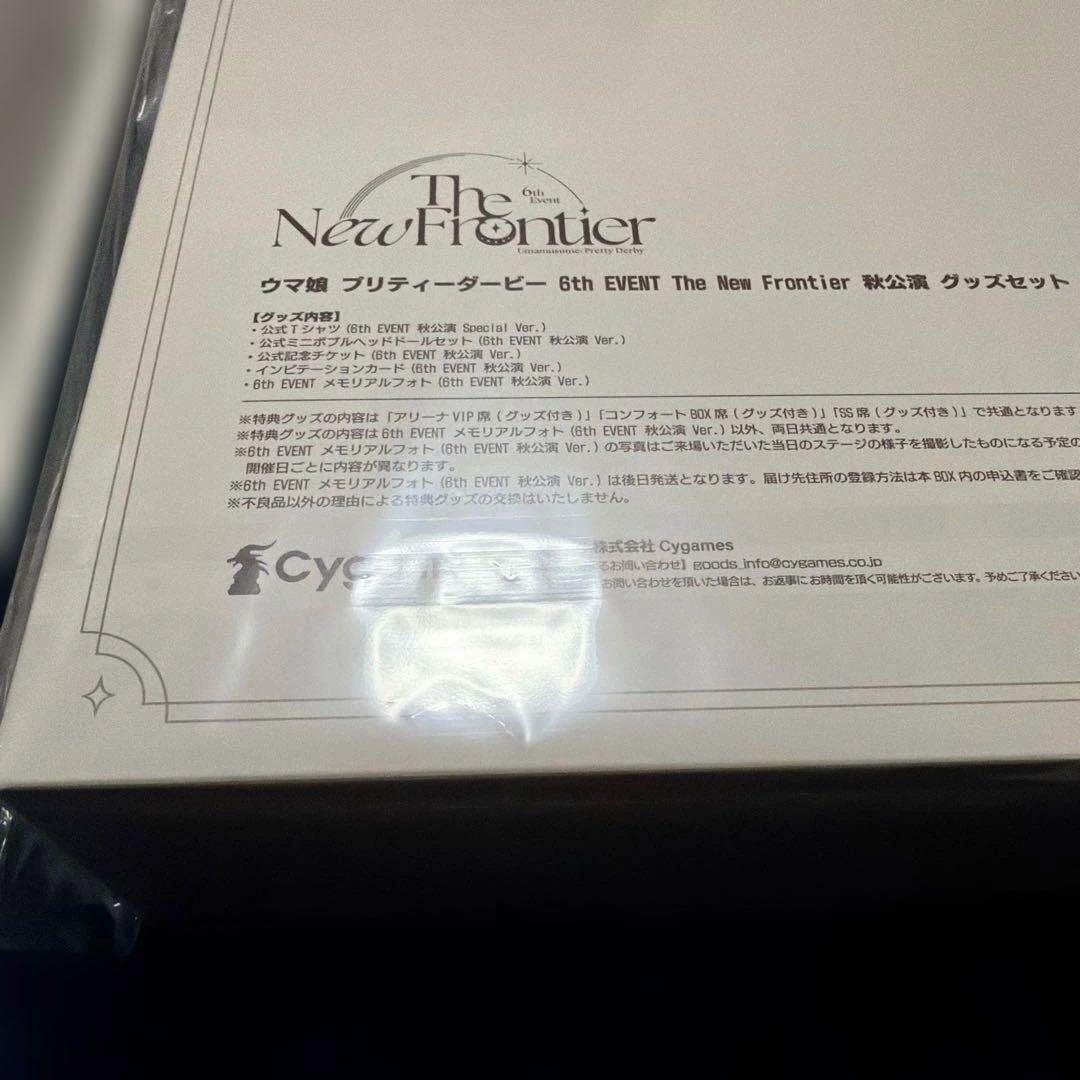 The
6th
Event
New Frontier
Umamusume: Pretty Derby
ウマ娘 プリティーダービー 6th EVENT The New Frontier 秋公演 グッズセット
【グッズ内容】
・公式Tシャツ (6th EVENT 秋公演 Special Ver.)
・公式ミニボブルヘッドドールセット (6th EVENT 秋公演 Ver.)
・公式記念チケット (6th EVENT 秋公演 Ver.)
・インビテーションカード (6th EVENT 秋公演 Ver.)
・6th EVENT メモリアルフォト (6th EVENT 秋公演 Ver.)
※特典グッズの内容は「アリーナVIP席(グッズ付き)」「コンフォートBOX席(グッズ付き)」「SS席(グッズ付き)」で共通となります
※特典グッズの内容は6th EVENT メモリアルフォト (6th EVENT 秋公演 Ver.) 以外、両日共通となります。
※6th EVENT メモリアルフォト (6th EVENT 秋公演 Ver.) の写真はご来場いただいた当日のステージの様子を撮影したものになる予定の
開催日ごとに内容が異なります。
※6th EVENT メモリアルフォト (6th EVENT 秋公演 Ver.) は後日発送となります。届け先住所の登録方法は本BOX内の申込書をご確認
※不良品以外の理由による特典グッズの交換はいたしません。
株式会社 Cygames
るお問い合わせ】goods_info@cygames.co.jp
お問い合わせを頂いた場合は、お返事にお時間を頂く可能性がございます。予めご了承ください